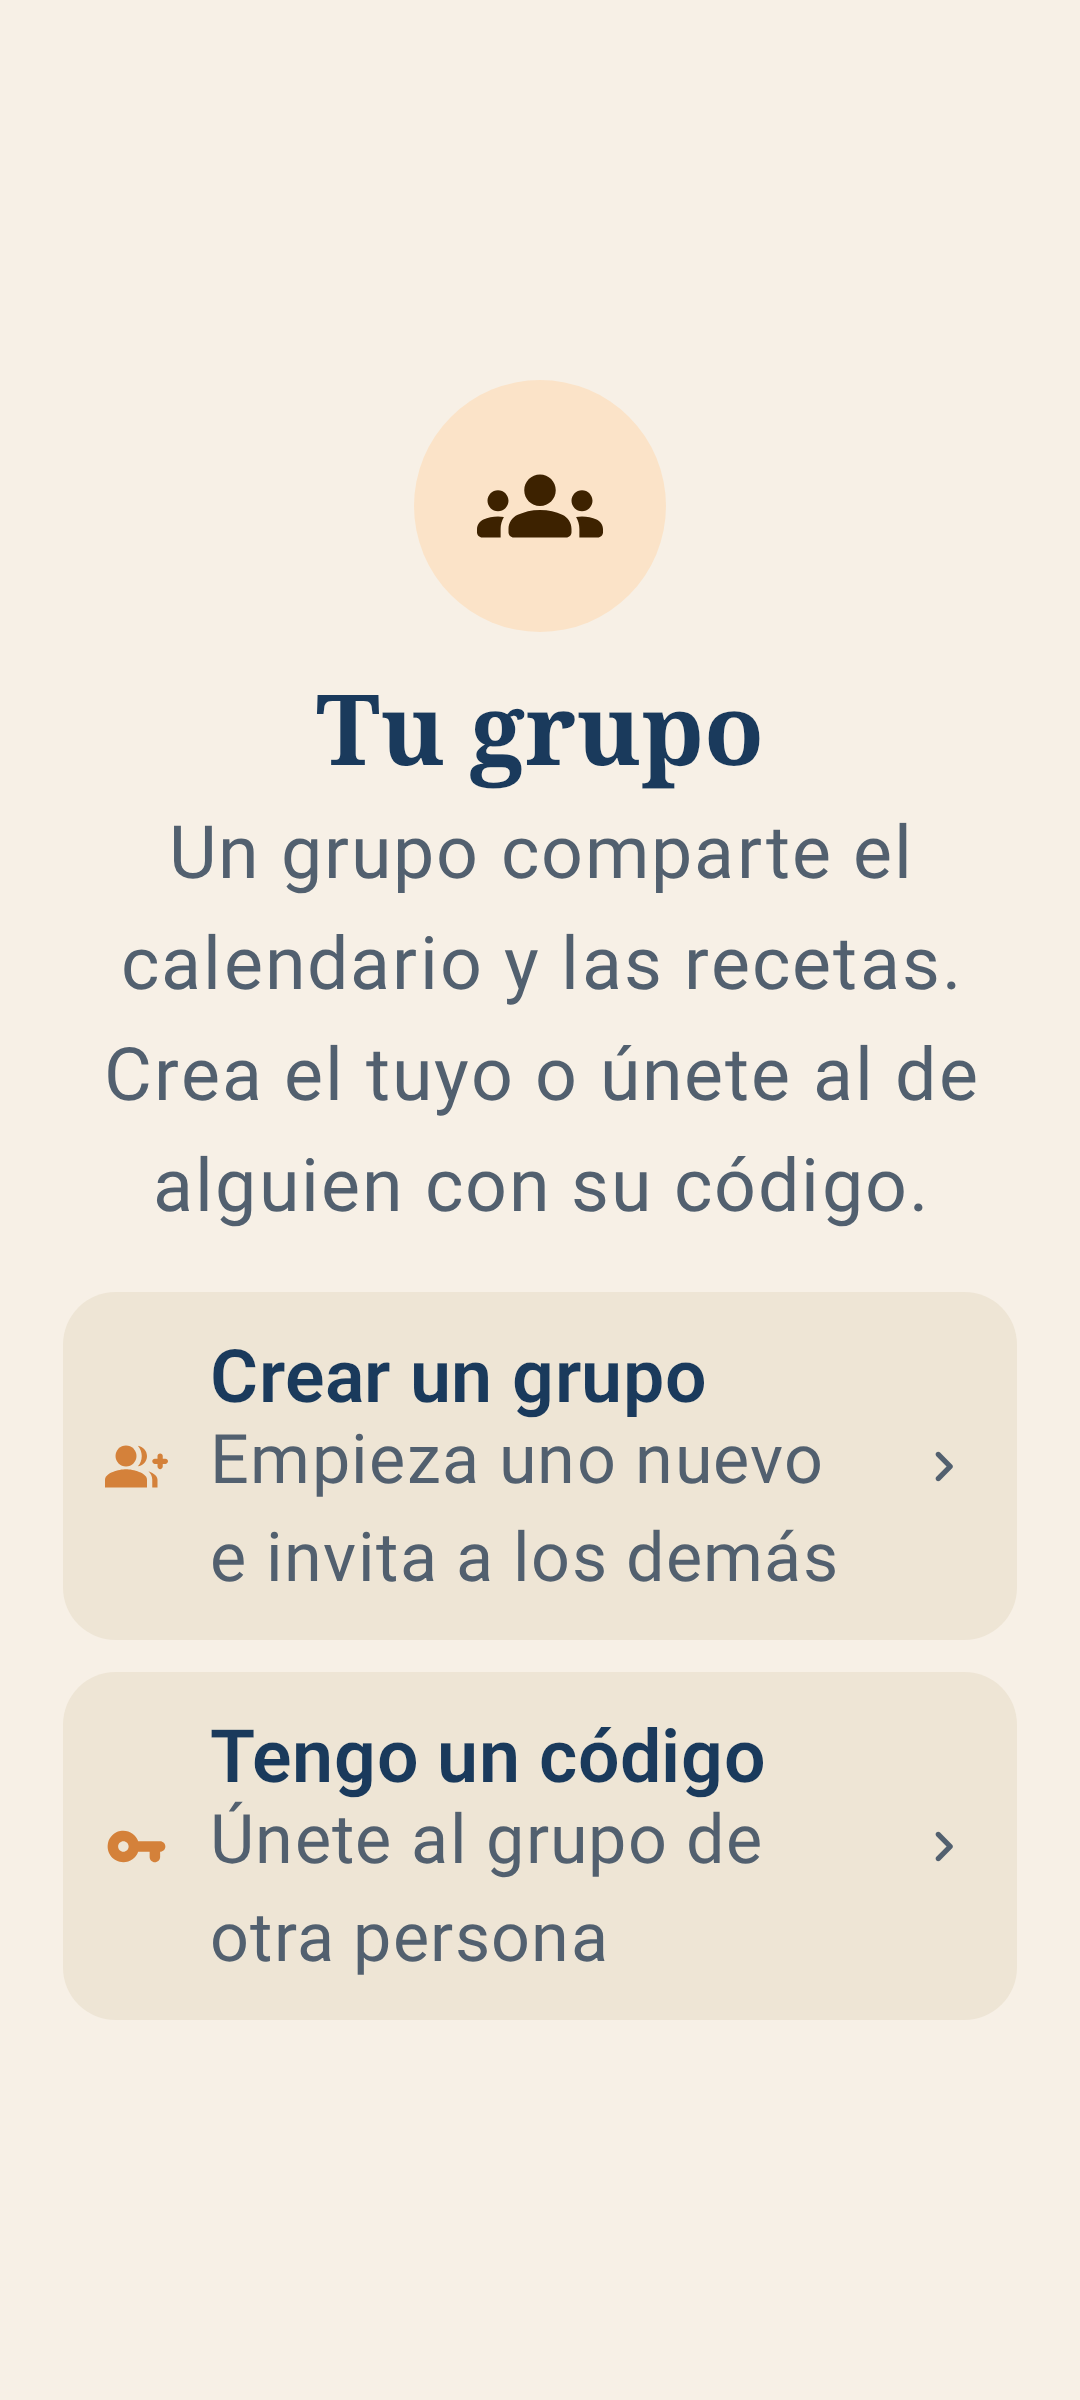 Tu grupo
Un grupo comparte el
calendario y las recetas.
Crea el tuyo o únete al de
alguien con su código.
Crear un grupo
Empieza uno nuevo
e invita a los demás
Tengo un código
Únete al grupo de
otra persona